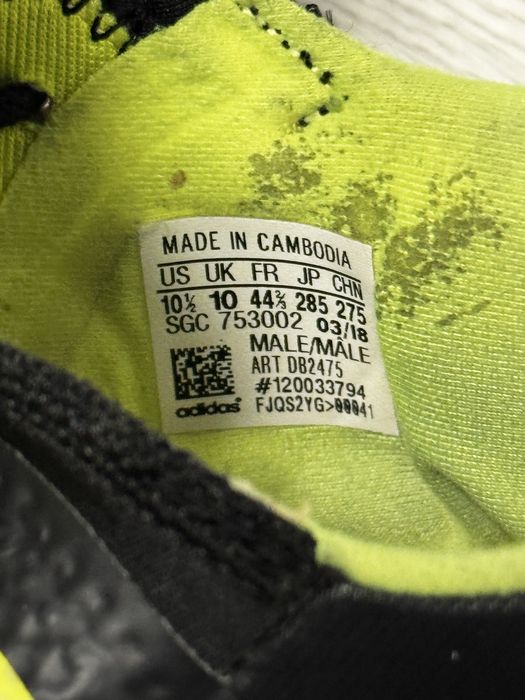 MADE IN CAMBODIA
US UK FR JP CHN
10½ 10 44⅔ 285 275
SGC 753002 03/18
MALE/MÂLE
ART DB2475
#120033794
adidas FJQS2YG>00041